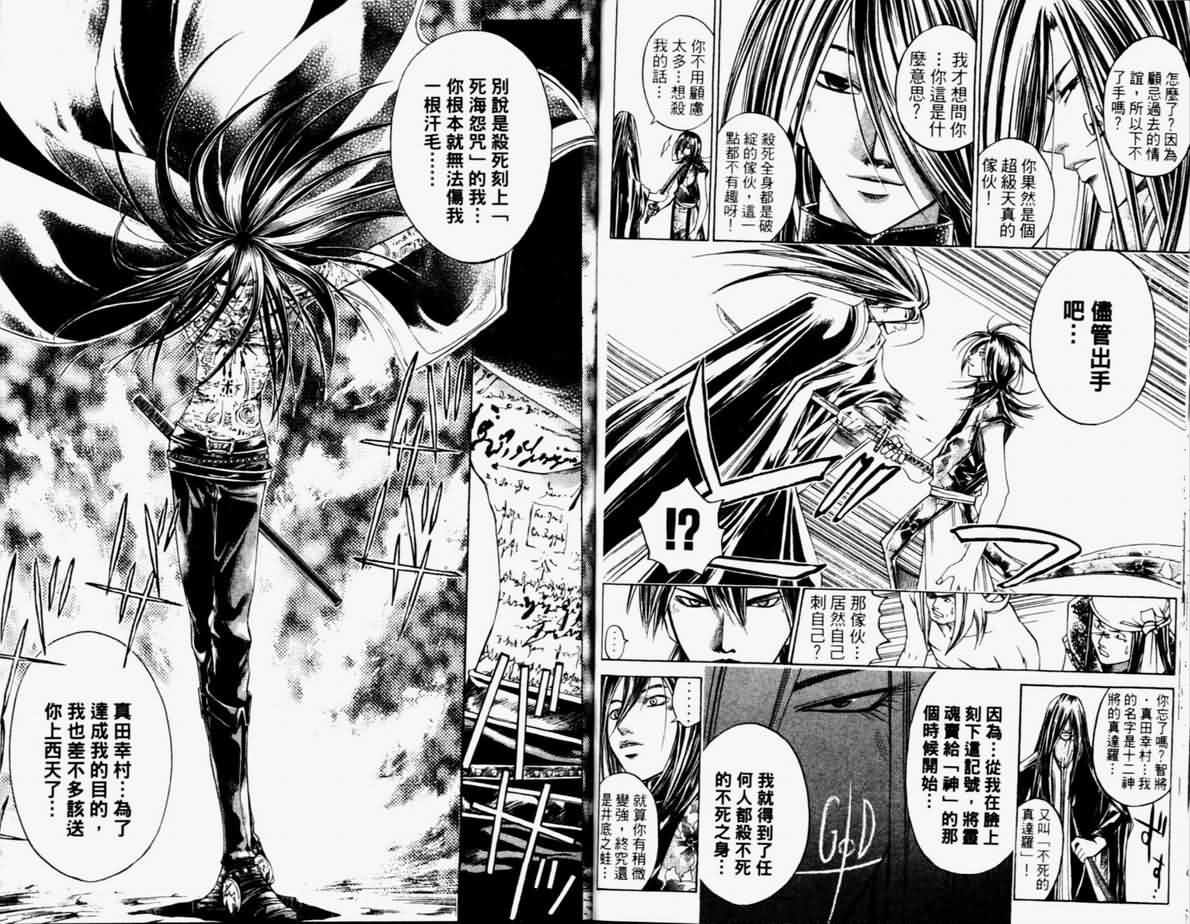 怎麼了？因為
顧忌過去的情
誼，所以下不
了手嗎？
你果然是個
超級天真的
傢伙！
我才想問你
…你這是什
麼意思？
殺死全身都是破
綻的傢伙，這一
點都不有趣呀！
你不用顧慮
太多…想殺
我的話…
儘管出手
吧…
!?
那傢伙…
居然自己
刺自己？
…
你忘了嗎？智將
．真田幸村…我
的名字是十二神
將的真達羅…
又叫「不死的
真達羅」！
因為…從我在臉上
刻下這記號，將靈
魂賣給「神」的那
個時候開始…
GOD
我就得到了任
何人都殺不死
的不死之身…
……
就算你有稍微
變強，終究還
是井底之蛙…
別說是殺死刻上「
死海怨咒」的我…
你根本就無法傷我
一根汗毛……
真田幸村…為了
達成我的目的，
我也差不多該送
你上西天了…